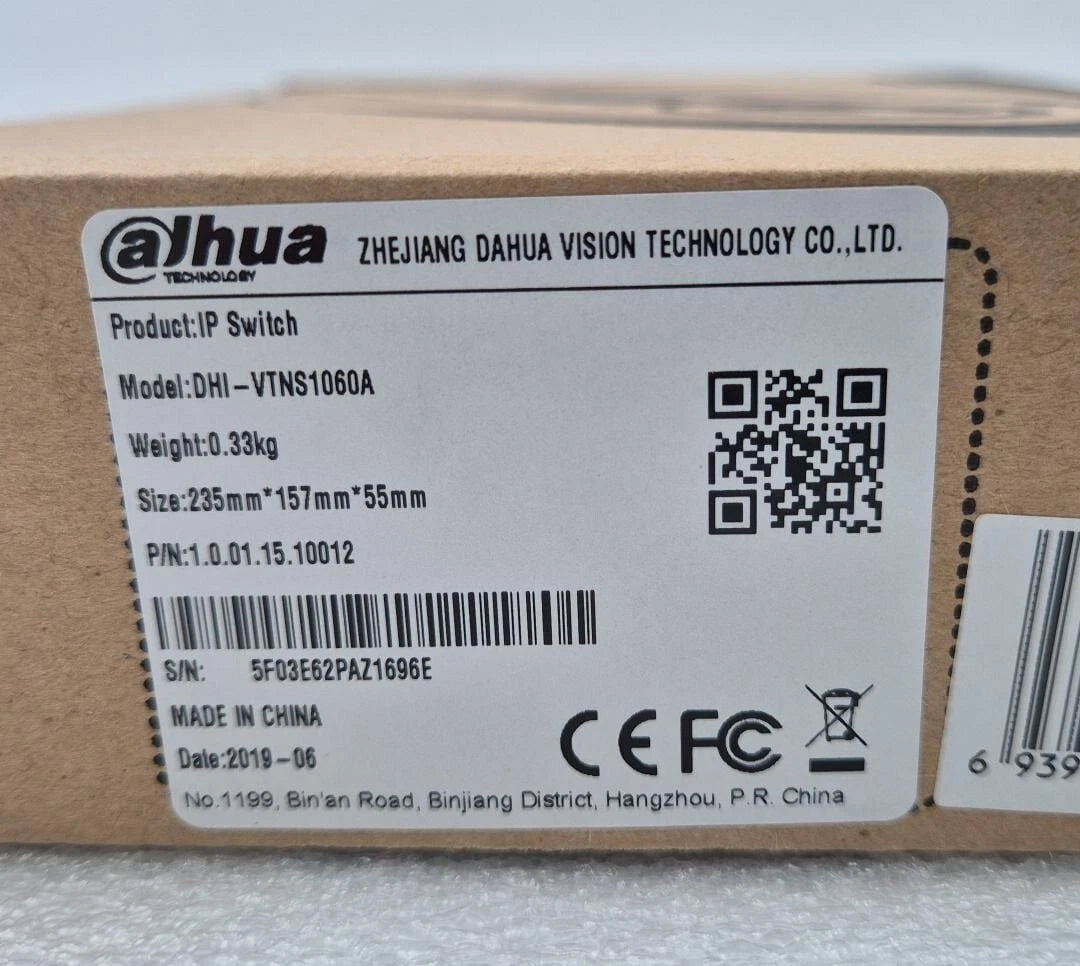 alhua
TECHNOLOGY
ZHEJIANG DAHUA VISION TECHNOLOGY CO.,LTD.
Product:IP Switch
Model:DHI-VTNS1060A
Weight:0.33kg
Size:235mm*157mm*55mm
P/N:1.0.01.15.10012
S/N: 5F03E62PAZ1696E
MADE IN CHINA
Date:2019-06
CE FC
No.1199, Bin'an Road, Binjiang District, Hangzhou, P.R. China
6 939